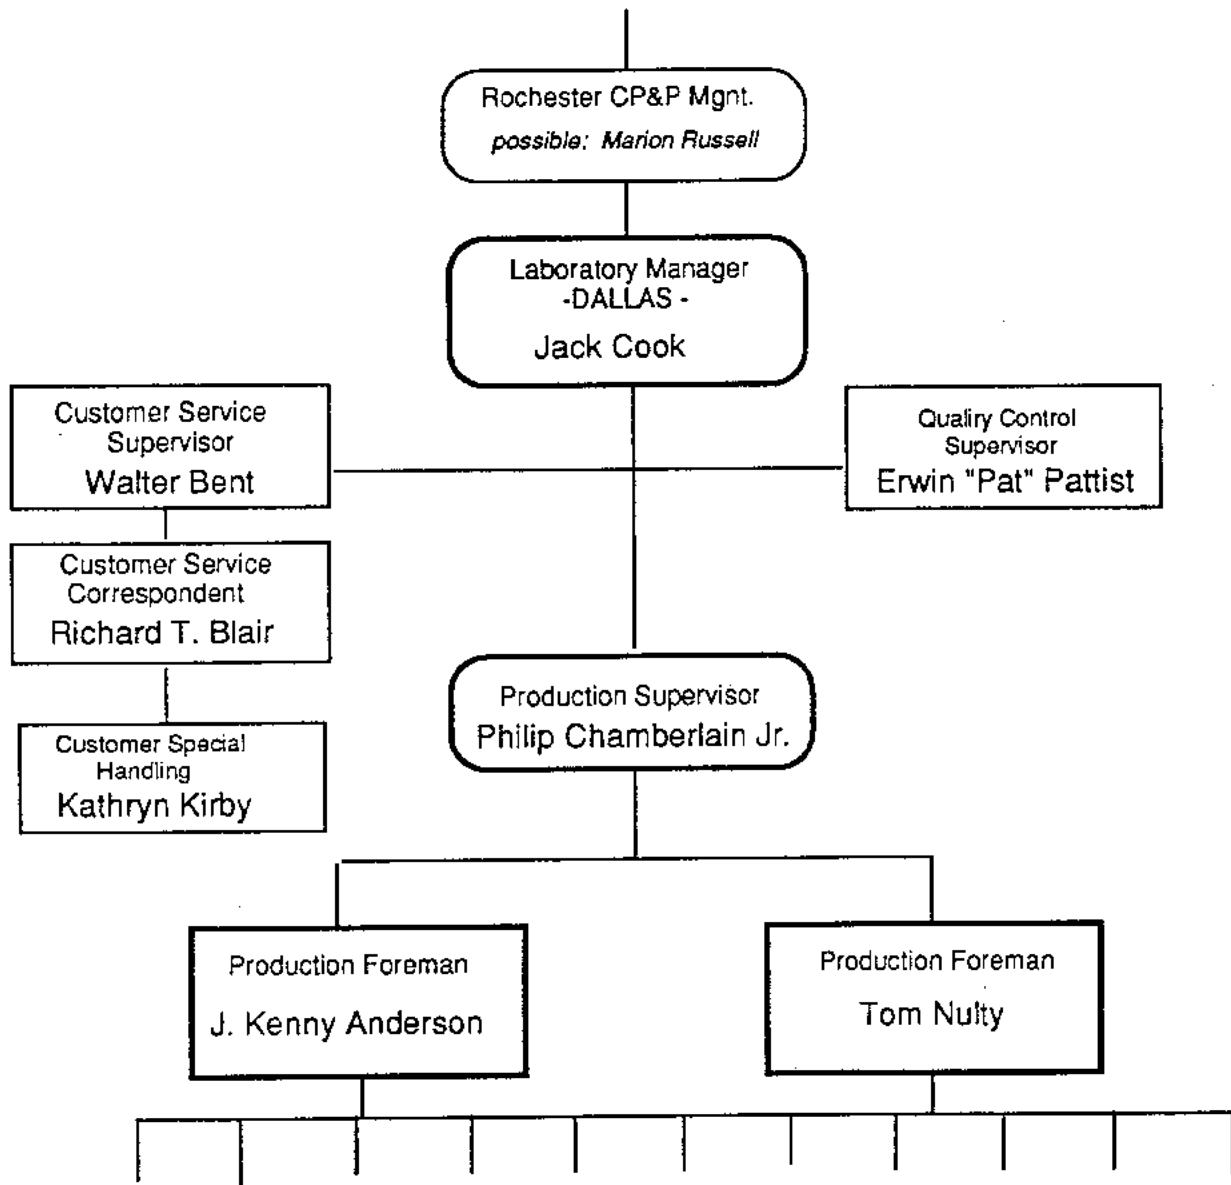 Rochester CP&P Mgnt.
possible: Marion Russell
Laboratory Manager
-DALLAS -
Jack Cook
Customer Service
Supervisor
Walter Bent
Qualiry Control
Supervisor
Erwin "Pat" Pattist
Customer Service
Correspondent
Richard T. Blair
Production Supervisor
Philip Chamberlain Jr.
Customer Special
Handling
Kathryn Kirby
Production Foreman
J. Kenny Anderson
Production Foreman
Tom Nulty